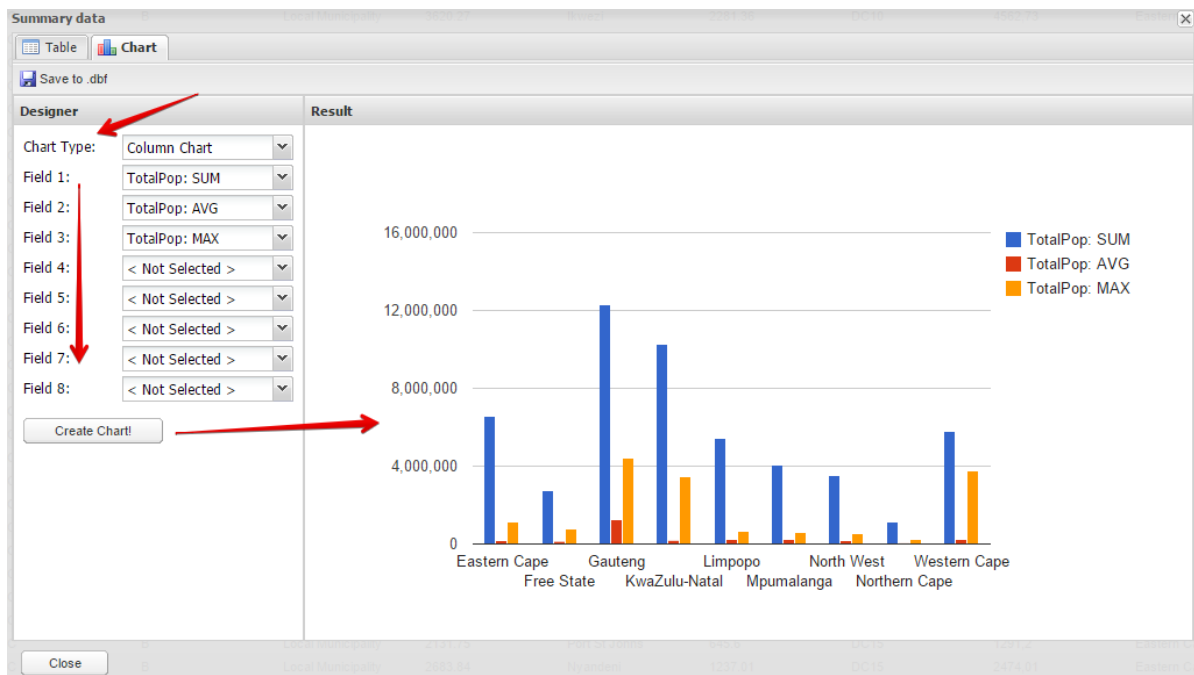 Summary data
Table Chart
Save to .dbf
Designer Result
Chart Type: Column Chart
Field 1: TotalPop: SUM
Field 2: TotalPop: AVG
Field 3: TotalPop: MAX
Field 4: < Not Selected >
Field 5: < Not Selected >
Field 6: < Not Selected >
Field 7: < Not Selected >
Field 8: < Not Selected >
Create Chart!
16,000,000
12,000,000
8,000,000
4,000,000
0
TotalPop: SUM
TotalPop: AVG
TotalPop: MAX
Eastern Cape Gauteng Limpopo North West Western Cape
Free State KwaZulu-Natal Mpumalanga Northern Cape
Close